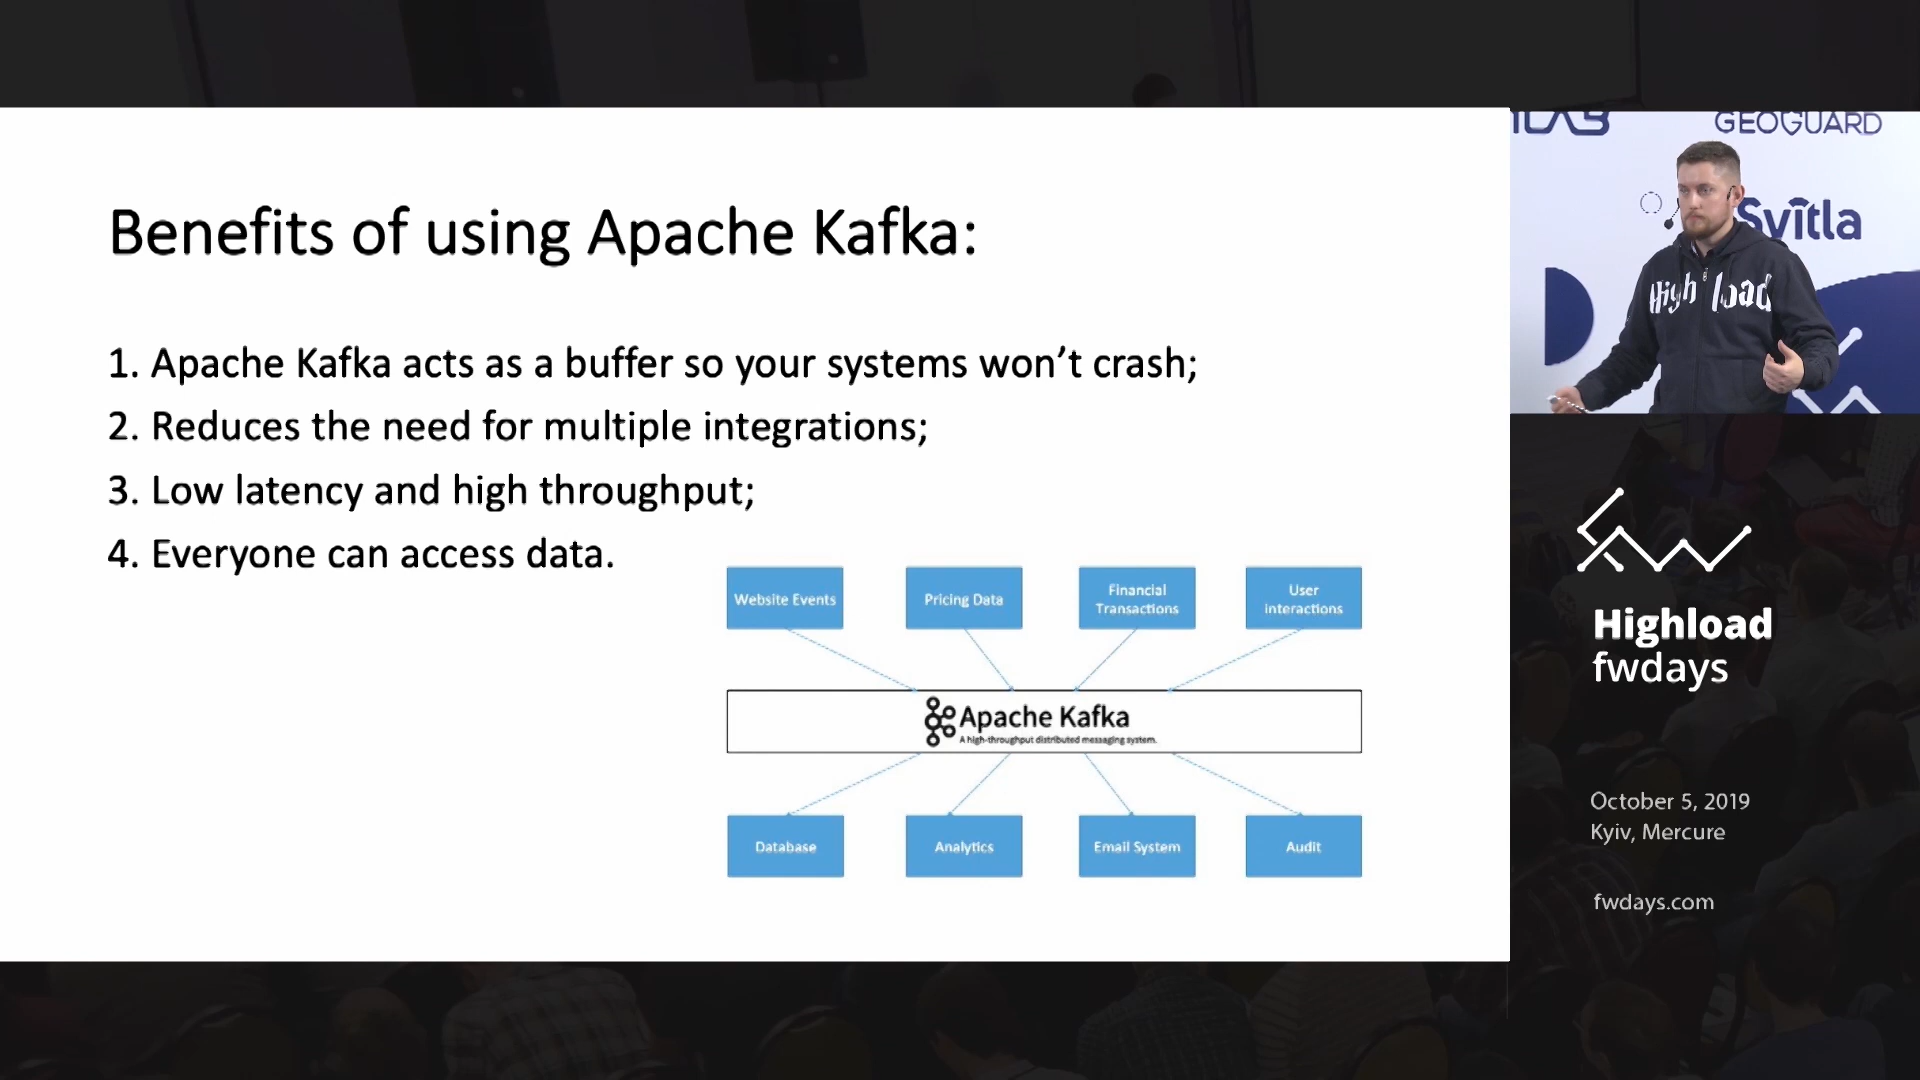 Benefits of using Apache Kafka:
1. Apache Kafka acts as a buffer so your systems won’t crash;
2. Reduces the need for multiple integrations;
3. Low latency and high throughput;
4. Everyone can access data.
Website Events
Pricing Data
Financial
Transactions
User
interactions
Apache Kafka
A high-throughput distributed messaging system.
Database
Analytics
Email System
Audit
GEOGUARD
Svitla
High load
Highload
fwdays
October 5, 2019
Kyiv, Mercure
fwdays.com